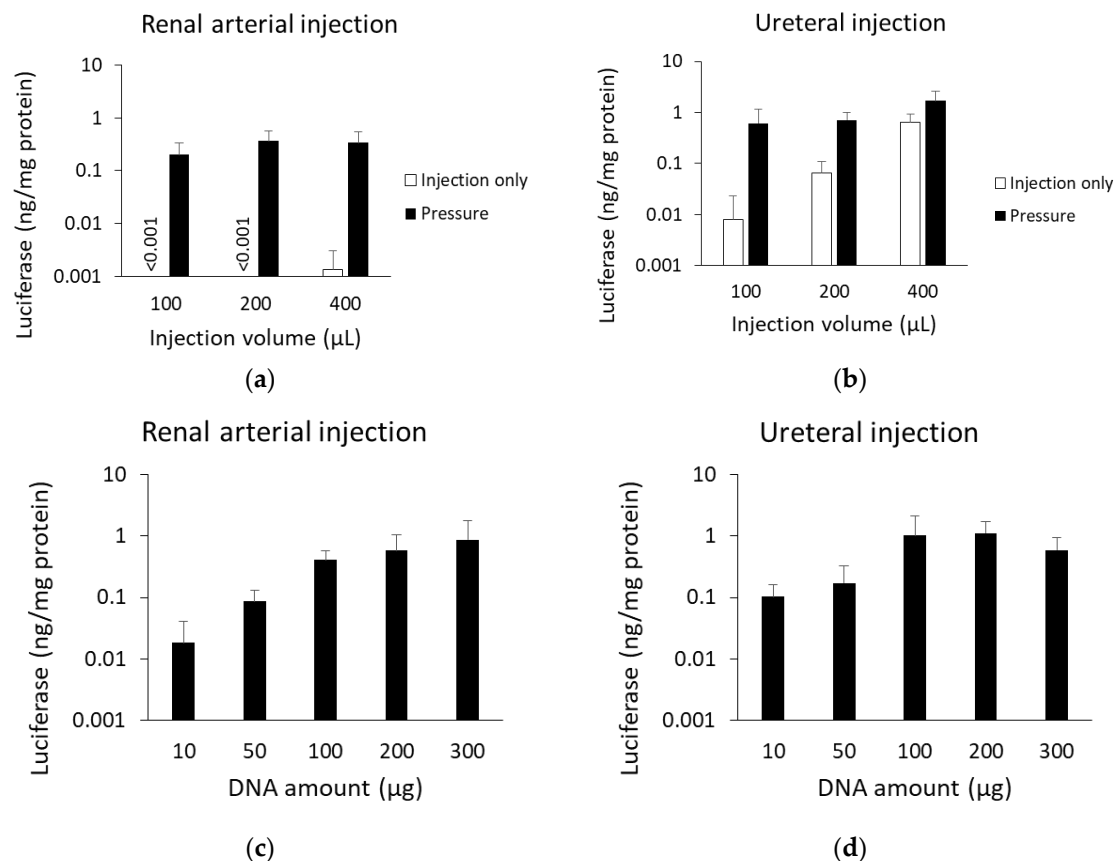 Renal arterial injection
Luciferase (ng/mg protein)
10
1
0.1
0.01
0.001
<0.001
<0.001
100 200 400
Injection volume (µL)
Injection only
Pressure
(a)
Ureteral injection
Luciferase (ng/mg protein)
10
1
0.1
0.01
0.001
100 200 400
Injection volume (µL)
Injection only
Pressure
(b)
Renal arterial injection
Luciferase (ng/mg protein)
10
1
0.1
0.01
0.001
10 50 100 200 300
DNA amount (µg)
(c)
Ureteral injection
Luciferase (ng/mg protein)
10
1
0.1
0.01
0.001
10 50 100 200 300
DNA amount (µg)
(d)